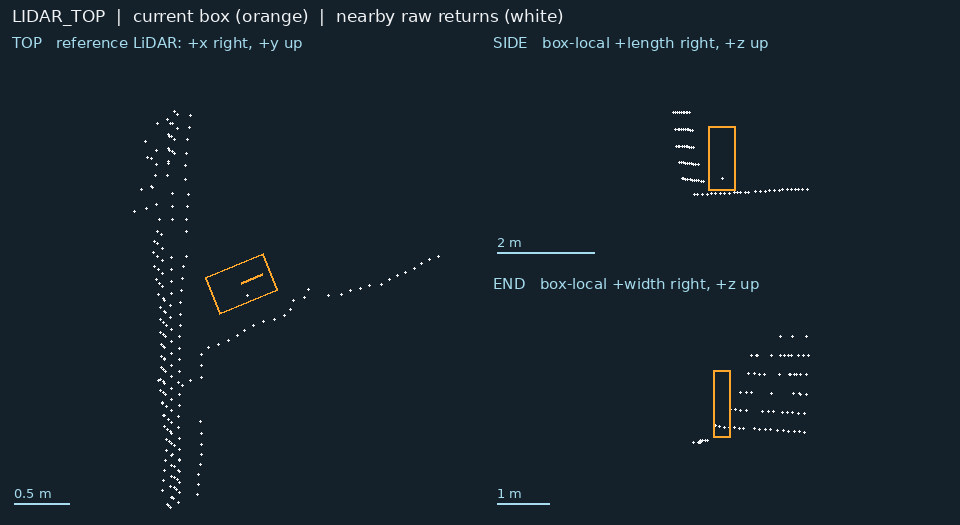 LIDAR_TOP | current box (orange) | nearby raw returns (white)
TOP reference LiDAR: +x right, +y up
SIDE box-local +length right, +z up
2 m
END box-local +width right, +z up
0.5 m
1 m